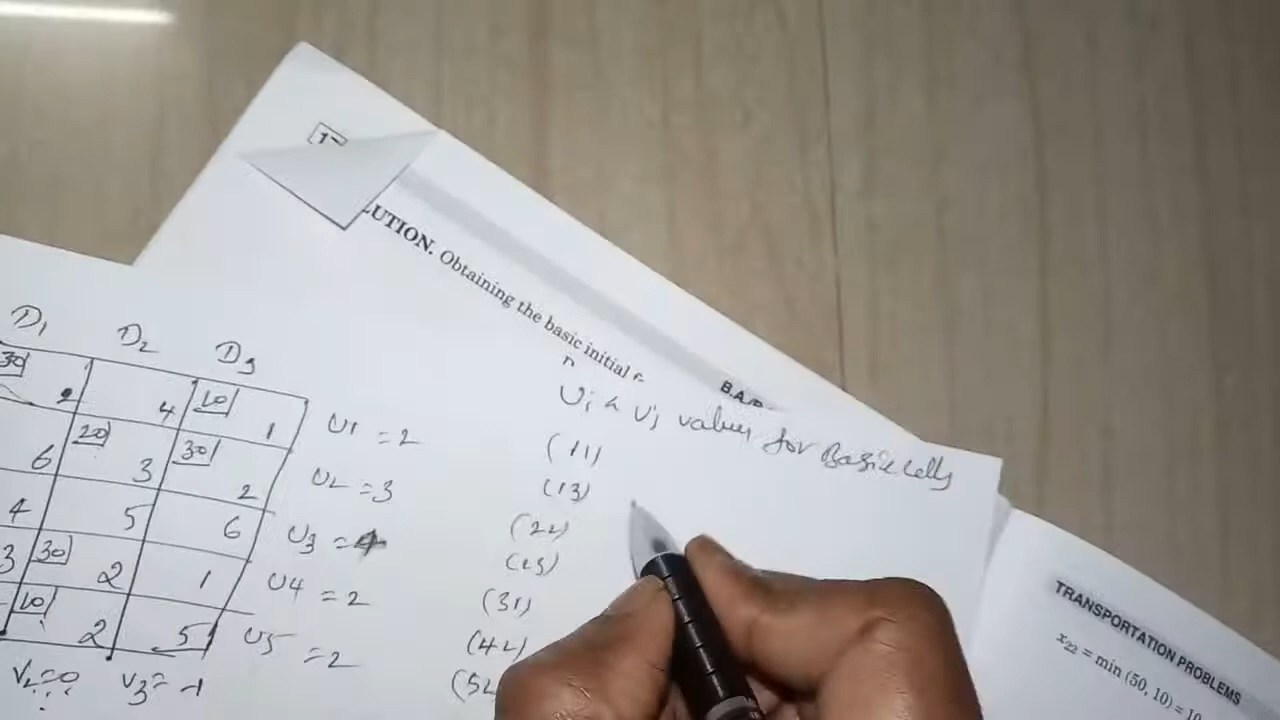 LUTION. Obtaining the basic initial
B.A.
Ui & Vj values for Basic cells
D1 D2 D3
30 2 4 10 1 U1 = 2
6 20 3 30 2 U2 = 3
4 5 6 U3 = 4
3 30 2 1 U4 = 2
10 2 5 U5 = 2
V2 = 0 V3 = -1
(11)
(13)
(22)
(23)
(31)
(42)
(52
TRANSPORTATION PROBLEMS
x22 = min (50, 10) = 10